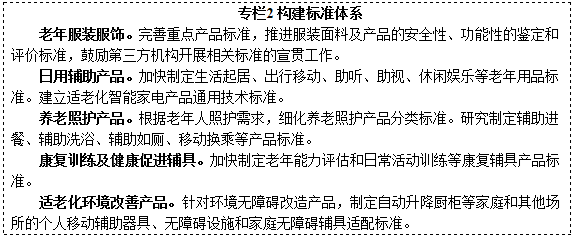 专栏2 构建标准体系
老年服装服饰。完善重点产品标准，推进服装面料及产品的安全性、功能性的鉴定和
评价标准，鼓励第三方机构开展相关标准的宣贯工作。
日用辅助产品。加快制定生活起居、出行移动、助听、助视、休闲娱乐等老年用品标
准。建立适老化智能家电产品通用技术标准。
养老照护产品。根据老年人照护需求，细化养老照护产品分类标准。研究制定辅助进
餐、辅助洗浴、辅助如厕、移动换乘等产品标准。
康复训练及健康促进辅具。加快制定老年能力评估和日常活动训练等康复辅具产品标
准。
适老化环境改善产品。针对环境无障碍改造产品，制定自动升降厨柜等家庭和其他场
所的个人移动辅助器具、无障碍设施和家庭无障碍辅具适配标准。